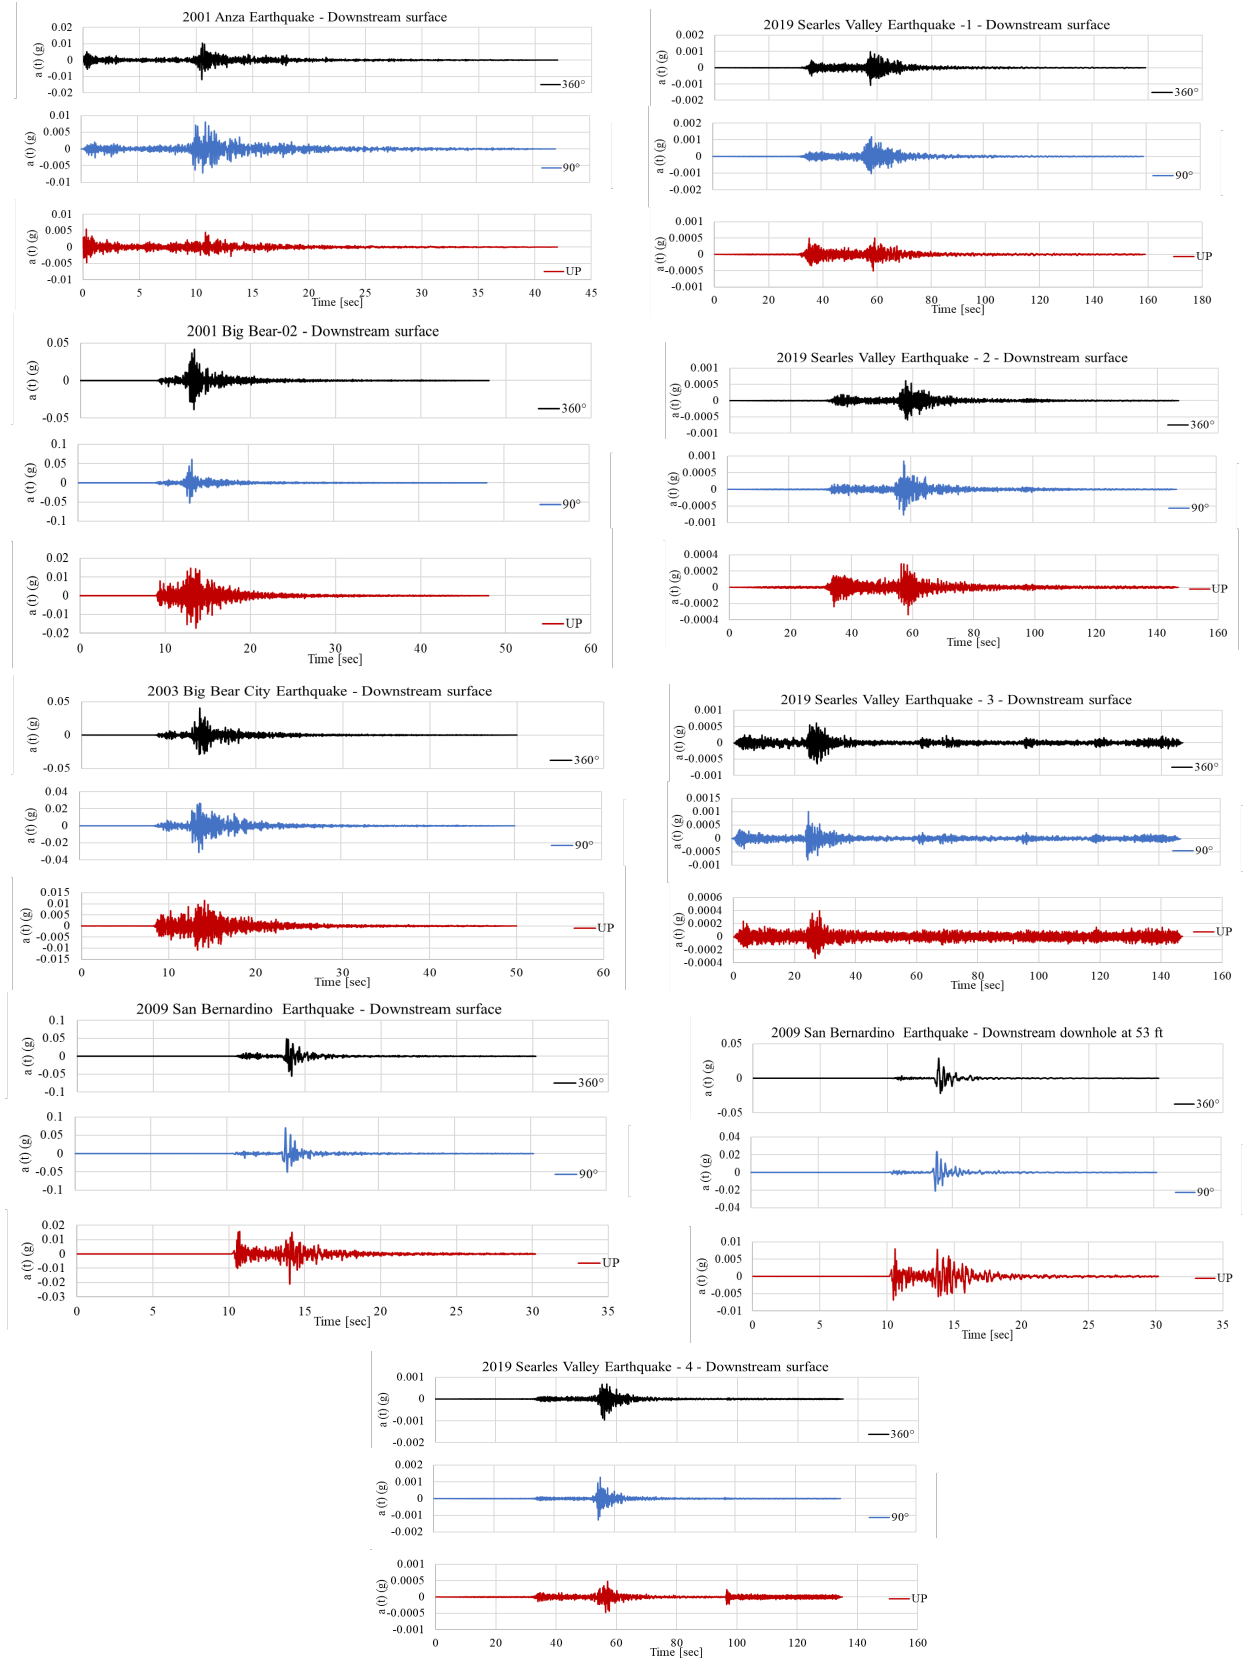 2001 Anza Earthquake - Downstream surface
0.02
0.01
0
-0.01
-0.02
a (t) (g)
360°
0.01
0.005
0
-0.005
-0.01
a (t) (g)
90°
0.01
0.005
0
-0.005
-0.01
a (t) (g)
UP
0 5 10 15 20 25 30 35 40 45
Time [sec]
2019 Searles Valley Earthquake -1 - Downstream surface
0.002
0.001
0
-0.001
-0.002
a (t) (g)
360°
0.002
0.001
0
-0.001
-0.002
a (t) (g)
90°
0.001
0.0005
0
-0.0005
-0.001
a (t) (g)
UP
0 20 40 60 80 100 120 140 160 180
Time [sec]
2001 Big Bear-02 - Downstream surface
0.05
0
-0.05
a (t) (g)
360°
0.1
0.05
0
-0.05
-0.1
a (t) (g)
90°
0.02
0.01
0
-0.01
-0.02
a (t) (g)
UP
0 10 20 30 40 50 60
Time [sec]
2019 Searles Valley Earthquake - 2 - Downstream surface
0.001
0.0005
0
-0.0005
-0.001
a (t) (g)
360°
0.001
0.0005
0
-0.0005
-0.001
a (t) (g)
90°
0.0004
0.0002
0
-0.0002
-0.0004
a (t) (g)
UP
0 20 40 60 80 100 120 140 160
Time [sec]
2003 Big Bear City Earthquake - Downstream surface
0.05
0
-0.05
a (t) (g)
360°
0.04
0.02
0
-0.02
-0.04
a (t) (g)
90°
0.015
0.01
0.005
0
-0.005
-0.01
-0.015
a (t) (g)
UP
0 10 20 30 40 50 60
Time [sec]
2019 Searles Valley Earthquake - 3 - Downstream surface
0.001
0.0005
0
-0.0005
-0.001
a (t) (g)
360°
0.0015
0.001
0.0005
0
-0.0005
-0.001
a (t) (g)
90°
0.0006
0.0004
0.0002
0
-0.0002
-0.0004
a (t) (g)
UP
0 20 40 60 80 100 120 140 160
Time [sec]
2009 San Bernardino Earthquake - Downstream surface
0.1
0.05
0
-0.05
-0.1
a (t) (g)
360°
0.1
0.05
0
-0.05
-0.1
a (t) (g)
90°
0.02
0.01
0
-0.01
-0.02
-0.03
a (t) (g)
UP
0 5 10 15 20 25 30 35
Time [sec]
2009 San Bernardino Earthquake - Downstream downhole at 53 ft
0.05
0
-0.05
a (t) (g)
360°
0.04
0.02
0
-0.02
-0.04
a (t) (g)
90°
0.01
0.005
0
-0.005
-0.01
a (t) (g)
UP
0 5 10 15 20 25 30 35
Time [sec]
2019 Searles Valley Earthquake - 4 - Downstream surface
0.001
0
-0.001
-0.002
a (t) (g)
360°
0.002
0.001
0
-0.001
-0.002
a (t) (g)
90°
0.001
0.0005
0
-0.0005
-0.001
a (t) (g)
UP
0 20 40 60 80 100 120 140 160
Time [sec]